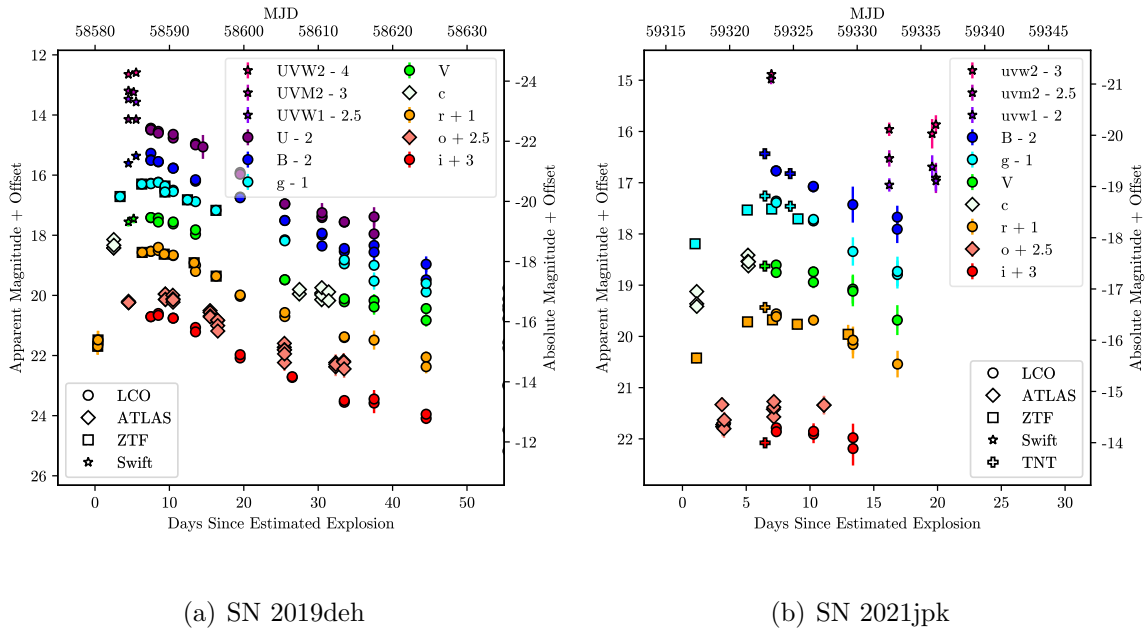 MJD
58580 58590 58600 58610 58620 58630
12
14
16
18
20
22
24
26
Apparent Magnitude + Offset
-24
-22
-20
-18
-16
-14
-12
Absolute Magnitude + Offset
UVW2 - 4
UVM2 - 3
UVW1 - 2.5
U - 2
B - 2
g - 1
V
c
r + 1
o + 2.5
i + 3
LCO
ATLAS
ZTF
Swift
0 10 20 30 40 50
Days Since Estimated Explosion
(a) SN 2019deh
MJD
59315 59321 59327 59334 59340 59345
15
16
17
18
19
20
21
22
Apparent Magnitude + Offset
-21
-20
-19
-18
-17
-16
-15
-14
Absolute Magnitude + Offset
uvw2 - 3
uvm2 - 2.5
uvw1 - 2
B - 2
g - 1
V
c
r + 1
o + 2.5
i + 3
LCO
ATLAS
ZTF
Swift
TNT
0 5 10 15 20 25 30
Days Since Estimated Explosion
(b) SN 2021jpk